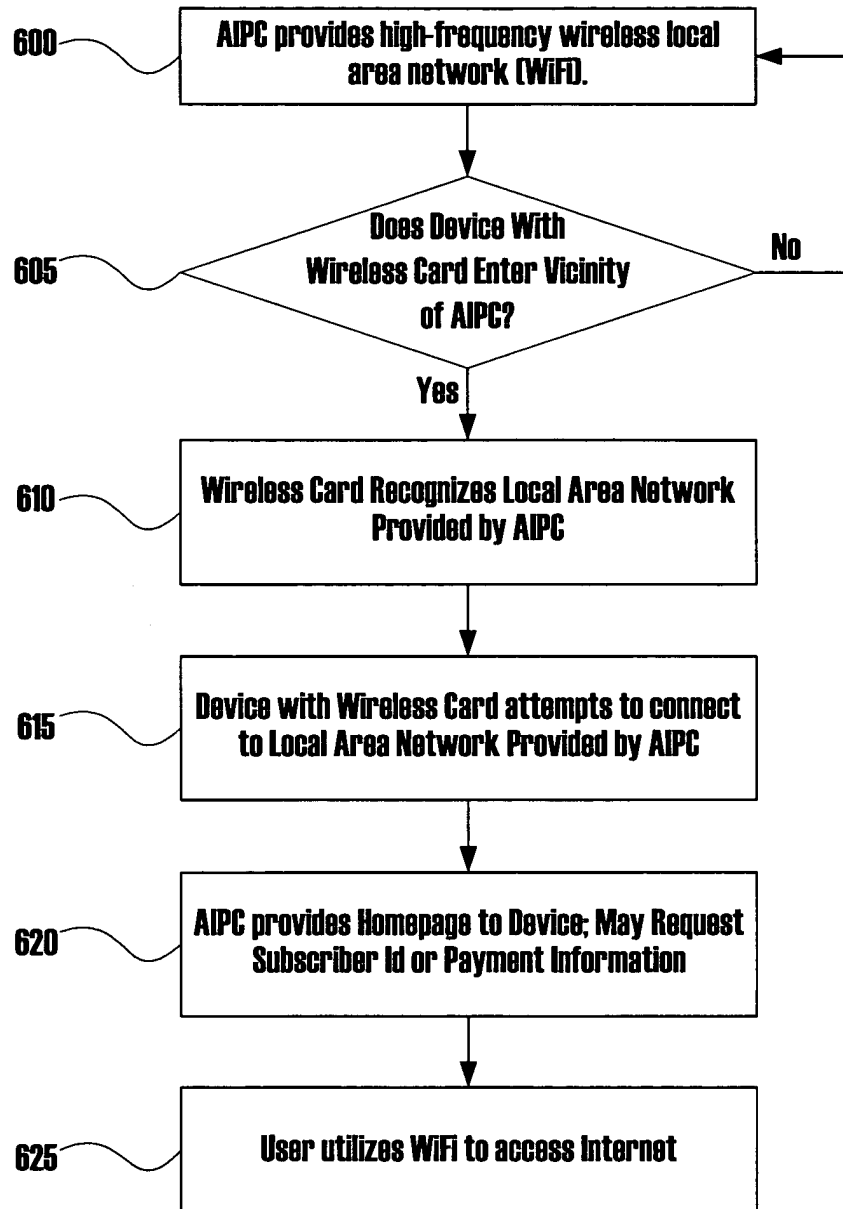 600
AIPC provides high-frequency wireless local
area network (WiFi).
605
Does Device With
Wireless Card Enter Vicinity
of AIPC?
No
Yes
610
Wireless Card Recognizes Local Area Network
Provided by AIPC
615
Device with Wireless Card attempts to connect
to Local Area Network Provided by AIPC
620
AIPC provides Homepage to Device; May Request
Subscriber Id or Payment Information
625
User utilizes WiFi to access Internet